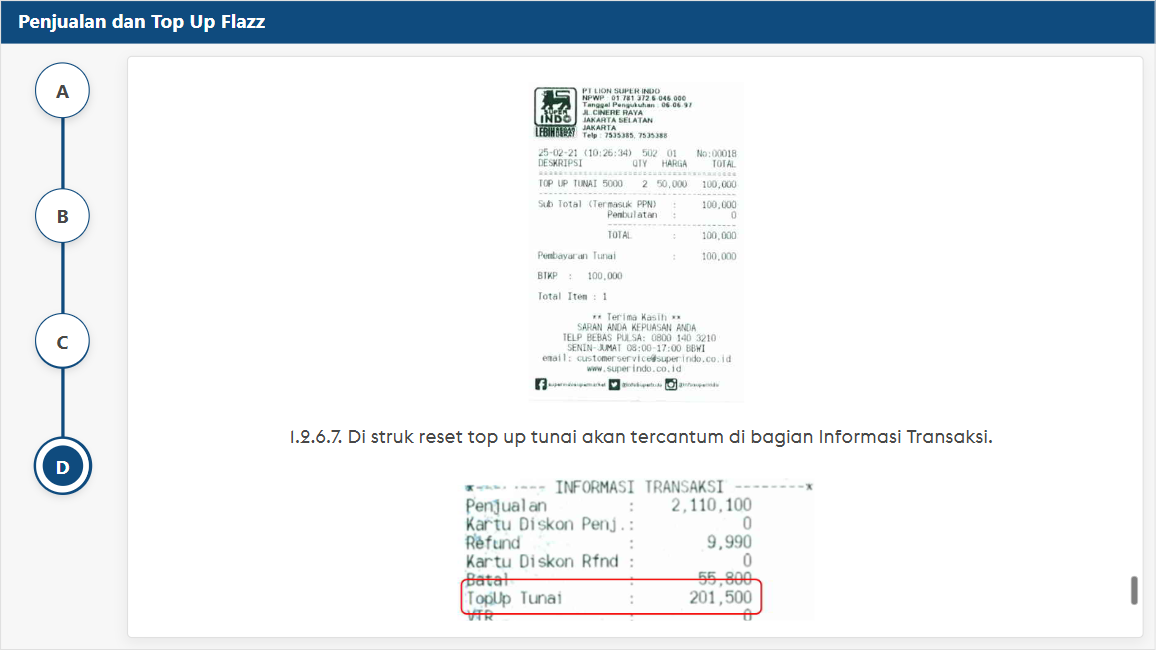 Penjualan dan Top Up Flazz
A
B
C
D
SUPER
INDO
PT LION SUPER INDO
NPWP : 01 781 372 6-046.000
Tanggal Pengukuhan : 06-06-97
JL.CINERE RAYA
JAKARTA SELATAN
JAKARTA
Telp : 7535385, 7535388
25-02-21 (10:26:34) 502 01 No:00018
DESKRIPSI QTY HARGA TOTAL
TOP UP TUNAI 5000 2 50,000 100,000
Sub Total (Termasuk PPN) : 100,000
Pembulatan : 0
TOTAL : 100,000
Pembayaran Tunai : 100,000
BTKP : 100,000
Total Item : 1
** Terima Kasih **
SARAN ANDA KEPUASAN ANDA
TELP BEBAS PULSA: 0800 140 3210
SENIN-JUMAT 08:00-17:00 BBWI
email: customerservice@superindo.co.id
www.superindo.co.id
1.2.6.7. Di struk reset top up tunai akan tercantum di bagian Informasi Transaksi.
*-------- ---- INFORMASI TRANSAKSI --------*
Penjualan : 2,110,100
Kartu Diskon Penj.: 0
Refund : 9,990
Kartu Diskon Rfnd : 0
Batal : 55,800
TopUp Tunai : 201,500
VTR : 0